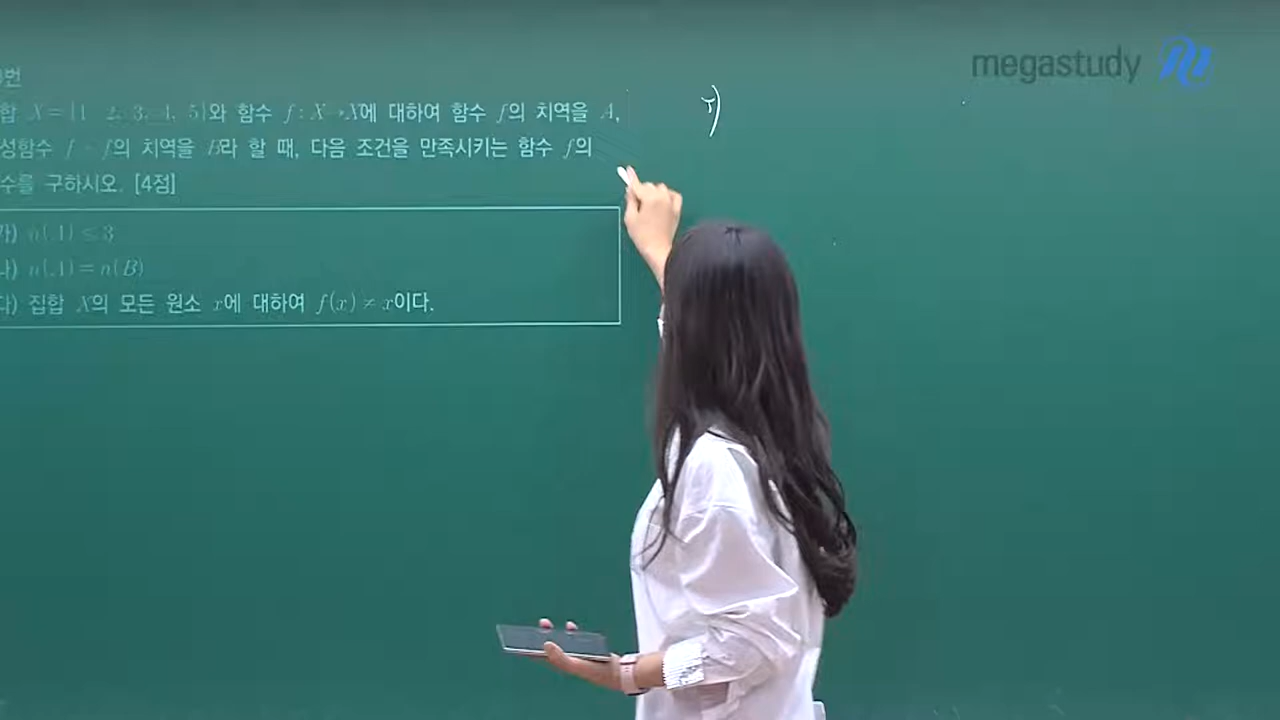 megastudy
번
합 X = {1, 2, 3, 4, 5}와 함수 f : X→X에 대하여 함수 f의 치역을 A,
성함수 f∘f의 치역을 B라 할 때, 다음 조건을 만족시키는 함수 f의
수를 구하시오. [4점]
가) n(A) ≤ 3
나) n(A) = n(B)
다) 집합 X의 모든 원소 x에 대하여 f(x) ≠ x이다.